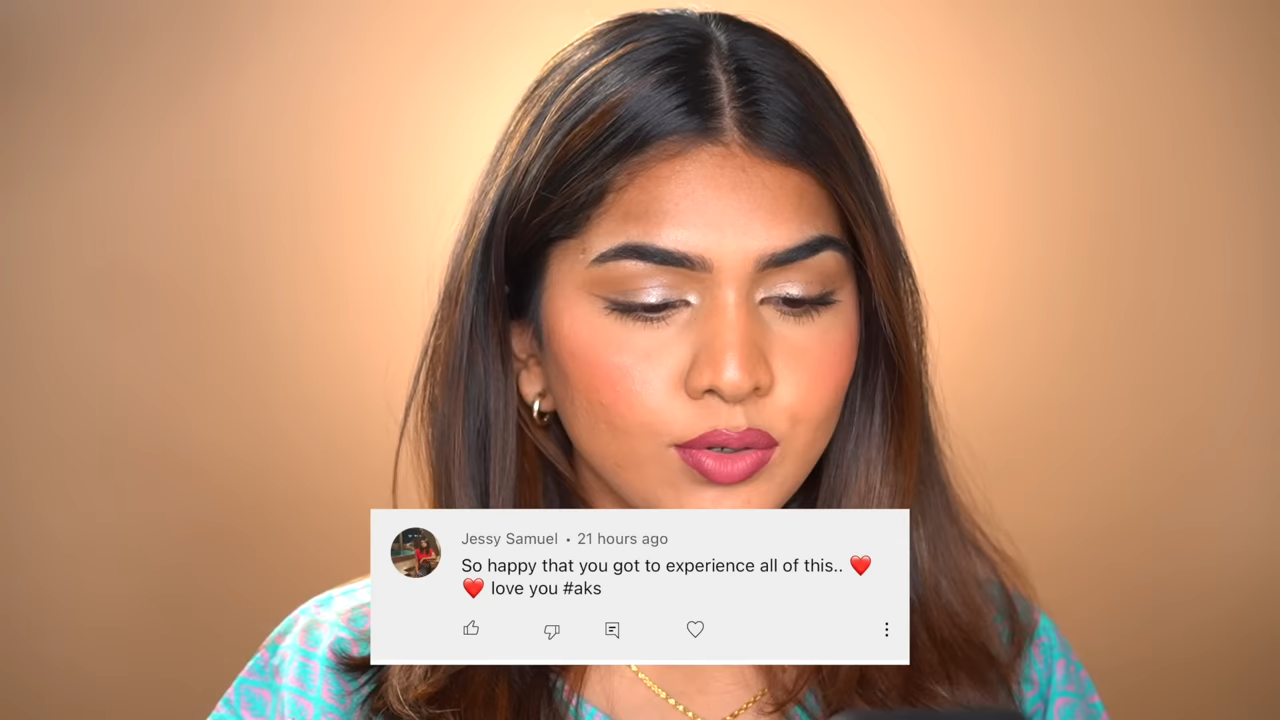 Jessy Samuel • 21 hours ago
So happy that you got to experience all of this.. ❤️
❤️ love you #aks